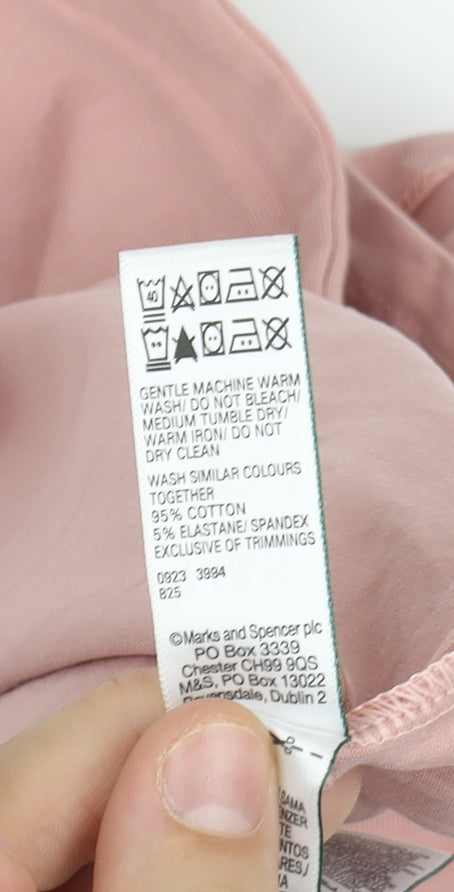 40
GENTLE MACHINE WARM
WASH/ DO NOT BLEACH/
MEDIUM TUMBLE DRY/
WARM IRON/ DO NOT
DRY CLEAN
WASH SIMILAR COLOURS
TOGETHER
95% COTTON
5% ELASTANE/ SPANDEX
EXCLUSIVE OF TRIMMINGS
0923 3994
B25
©Marks and Spencer plc
PO Box 3339
Chester CH99 9QS
M&S, PO Box 13022
Dublin 2